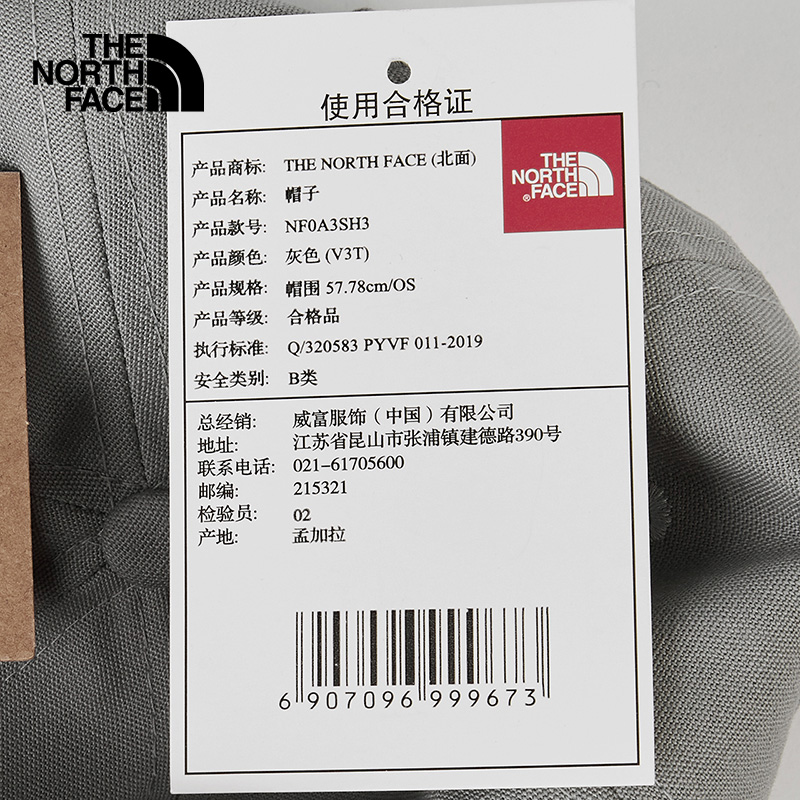 THE
NORTH
FACE
使用合格证
产品商标: THE NORTH FACE (北面)
产品名称: 帽子
产品款号: NF0A3SH3
产品颜色: 灰色 (V3T)
产品规格: 帽围 57.78cm/OS
产品等级: 合格品
执行标准: Q/320583 PYVF 011-2019
安全类别: B类
THE
NORTH
®FACE
总经销: 威富服饰（中国）有限公司
地址: 江苏省昆山市张浦镇建德路390号
联系电话: 021-61705600
邮编: 215321
检验员: 02
产地: 孟加拉
6 907096 999673